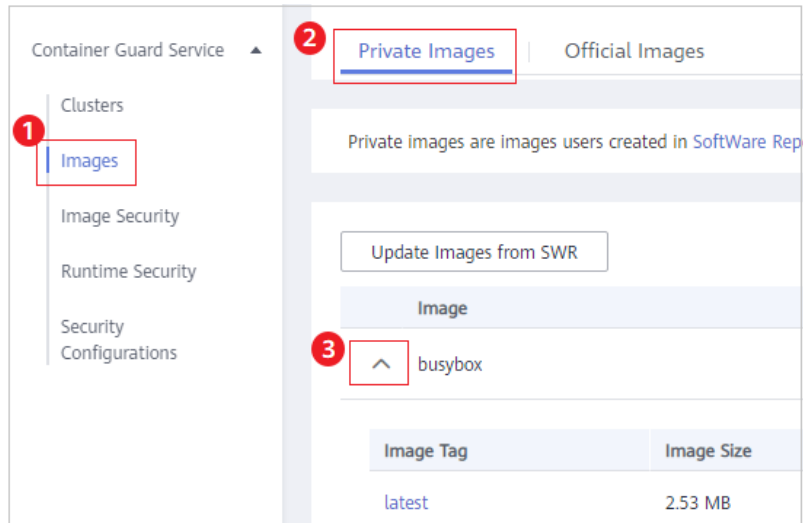 Container Guard Service
Clusters
1
Images
Image Security
Runtime Security
Security
Configurations
2
Private Images
Official Images
Private images are images users created in SoftWare Rep
Update Images from SWR
Image
3
busybox
Image Tag
Image Size
latest
2.53 MB